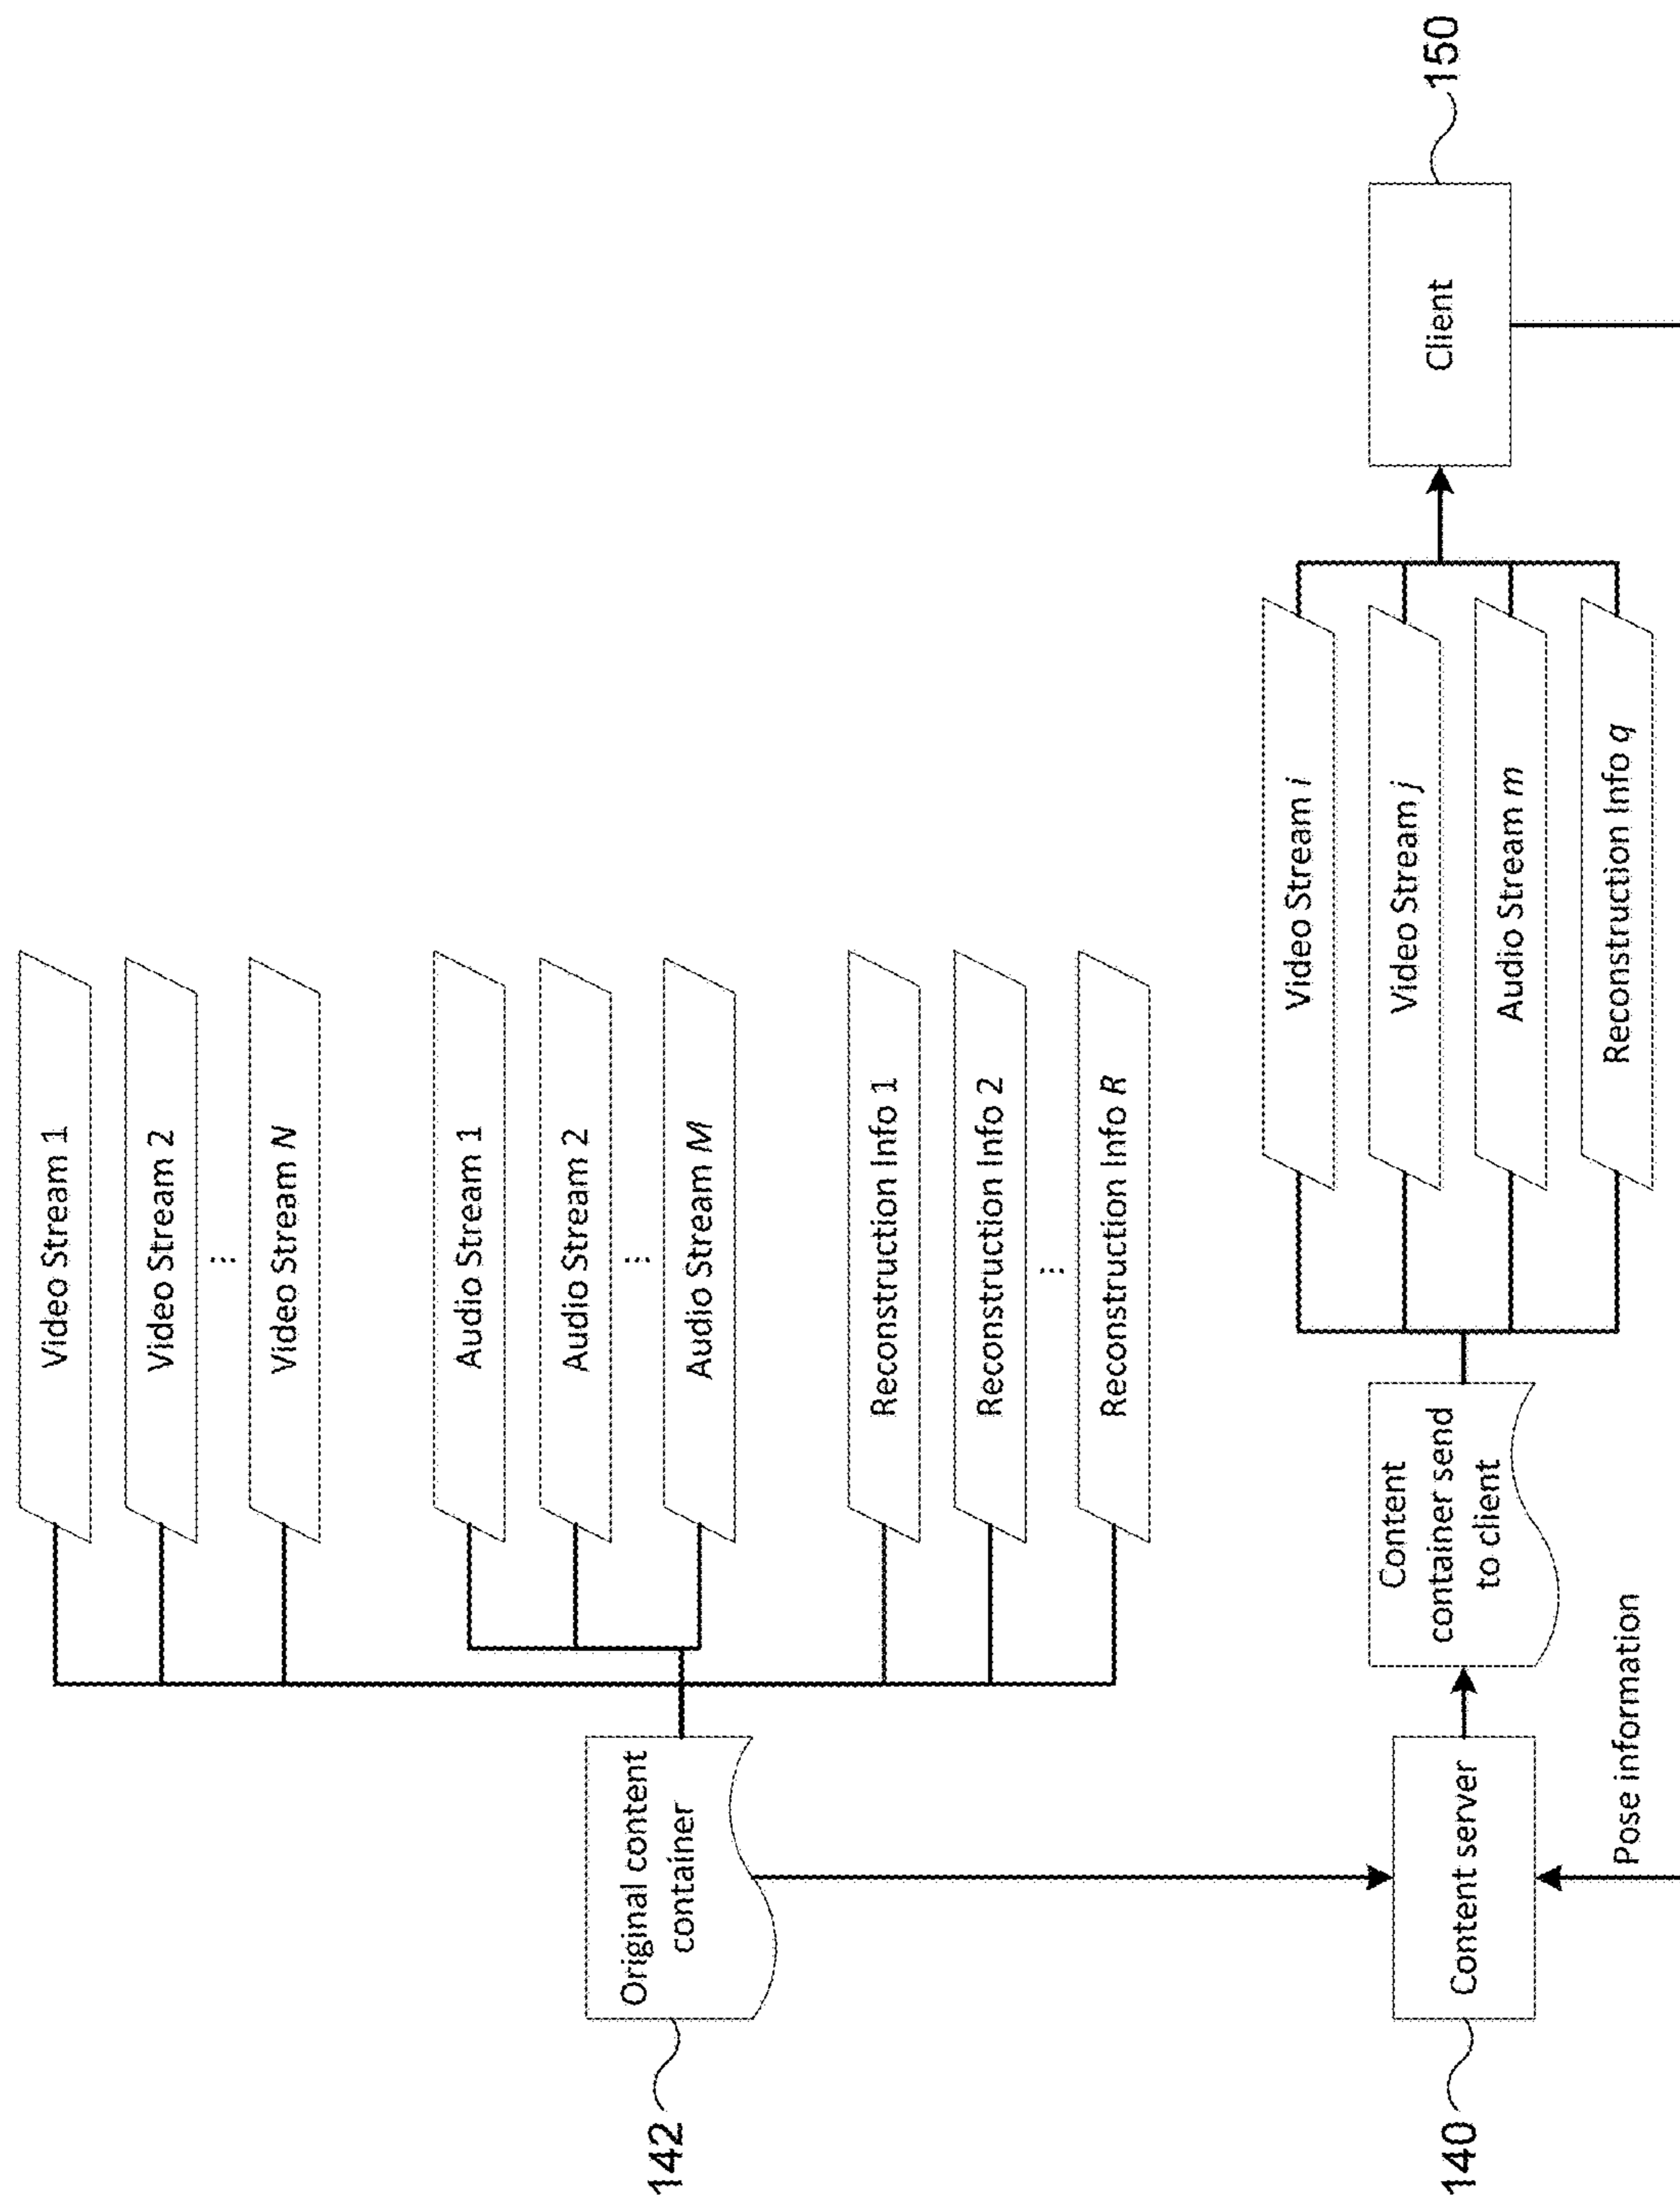 Video Stream 1
Video Stream 2
...
Video Stream N
Audio Stream 1
Audio Stream 2
...
Audio Stream M
142
Original content
container
Reconstruction Info 1
Reconstruction Info 2
...
Reconstruction Info R
140
Content server
Content
container send
to client
Video Stream i
Video Stream j
Audio Stream m
Reconstruction Info q
Client
150
Pose information